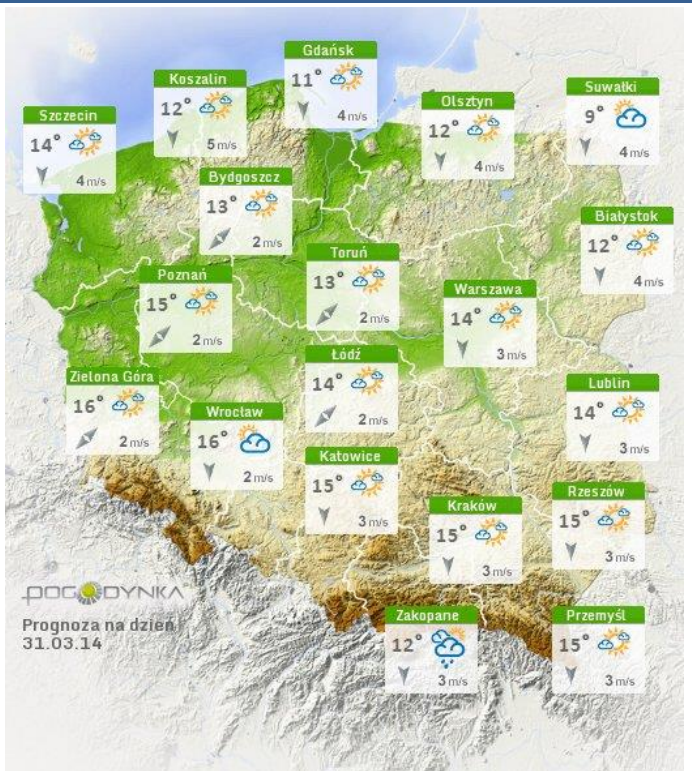 Gdańsk
11°
4 m/s
Koszalin
12°
5 m/s
Suwałki
9°
4 m/s
Olsztyn
12°
4 m/s
Szczecin
14°
4 m/s
Bydgoszcz
13°
2 m/s
Białystok
12°
4 m/s
Toruń
13°
2 m/s
Poznań
15°
2 m/s
Warszawa
14°
3 m/s
Łódź
14°
2 m/s
Zielona Góra
16°
2 m/s
Lublin
14°
3 m/s
Wrocław
16°
2 m/s
Katowice
15°
3 m/s
Rzeszów
15°
3 m/s
Kraków
15°
3 m/s
POGODYNKA
Prognoza na dzień
31.03.14
Zakopane
12°
3 m/s
Przemyśl
15°
3 m/s